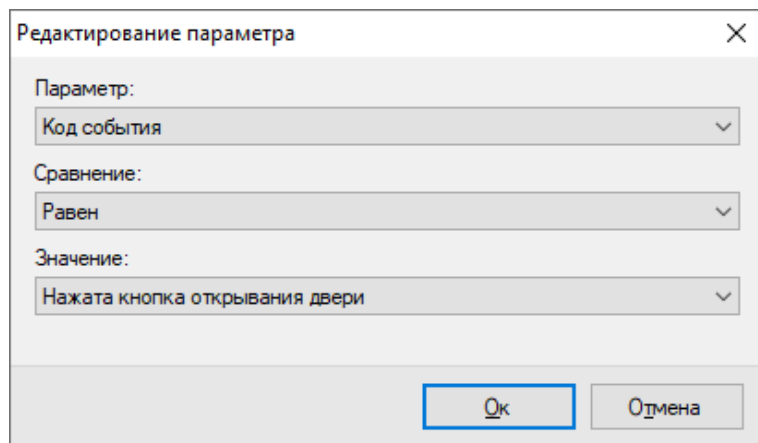 Редактирование параметра
Параметр:
Код события
Сравнение:
Равен
Значение:
Нажата кнопка открывания двери
Ок
Отмена